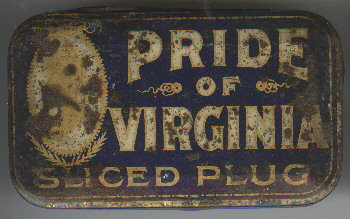 PRIDE
OF
VIRGINIA
SLICED PLUG